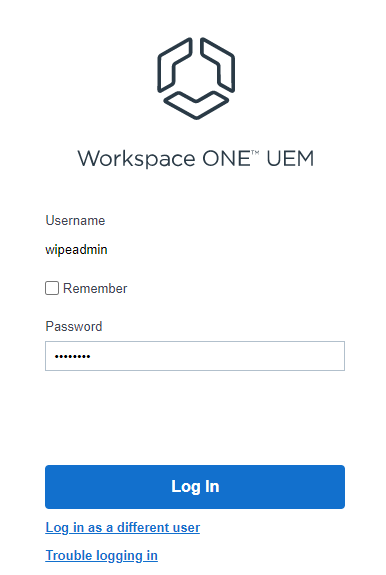 Workspace ONE™ UEM
Username
wipeadmin
Remember
Password
••••••••
Log In
Log in as a different user
Trouble logging in